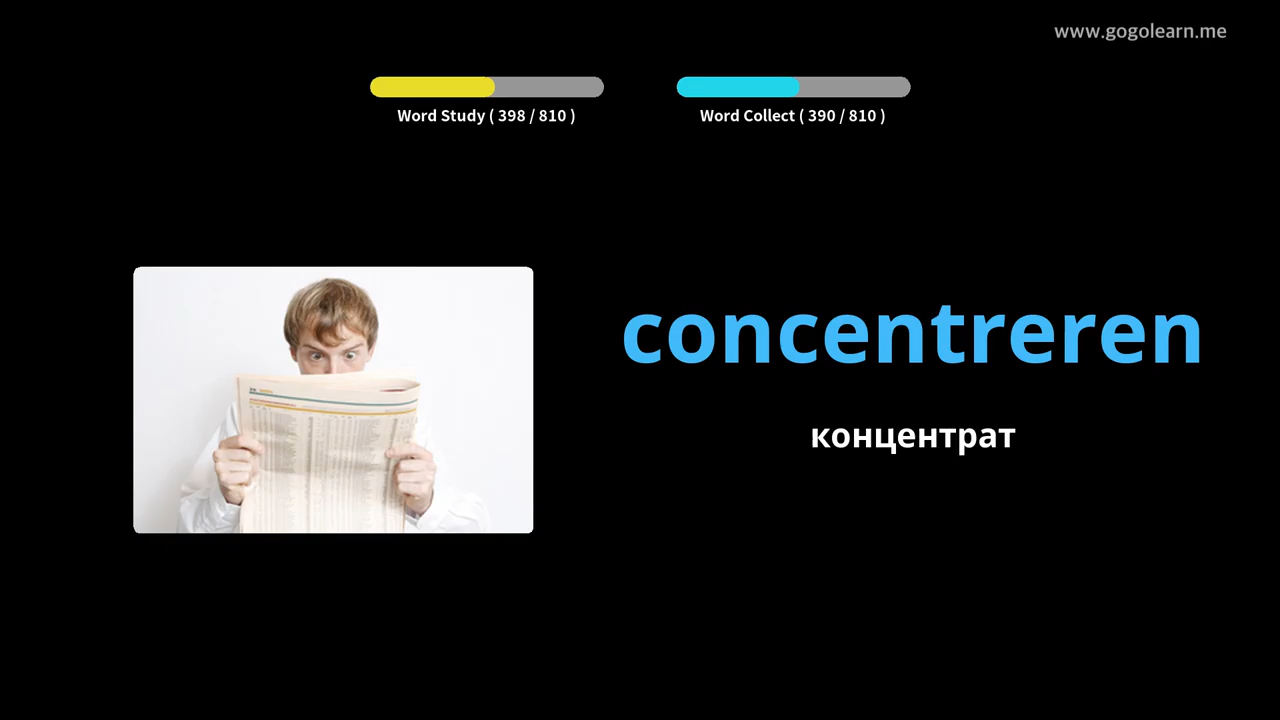 www.gogolearn.me
Word Study ( 398 / 810 )
Word Collect ( 390 / 810 )
concentreren
концентрат